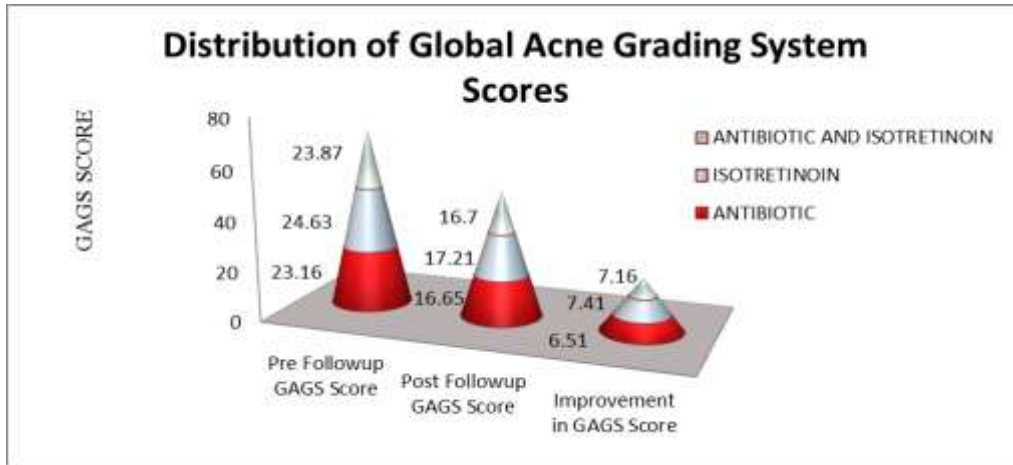 Distribution of Global Acne Grading System
Scores
GAGS SCORE
80
60
40
20
0
23.87
24.63
23.16
16.7
17.21
16.65
7.16
7.41
6.51
Pre Followup
GAGS Score
Post Followup
GAGS Score
Improvement
in GAGS Score
ANTIBIOTIC AND ISOTRETINOIN
ISOTRETINOIN
ANTIBIOTIC